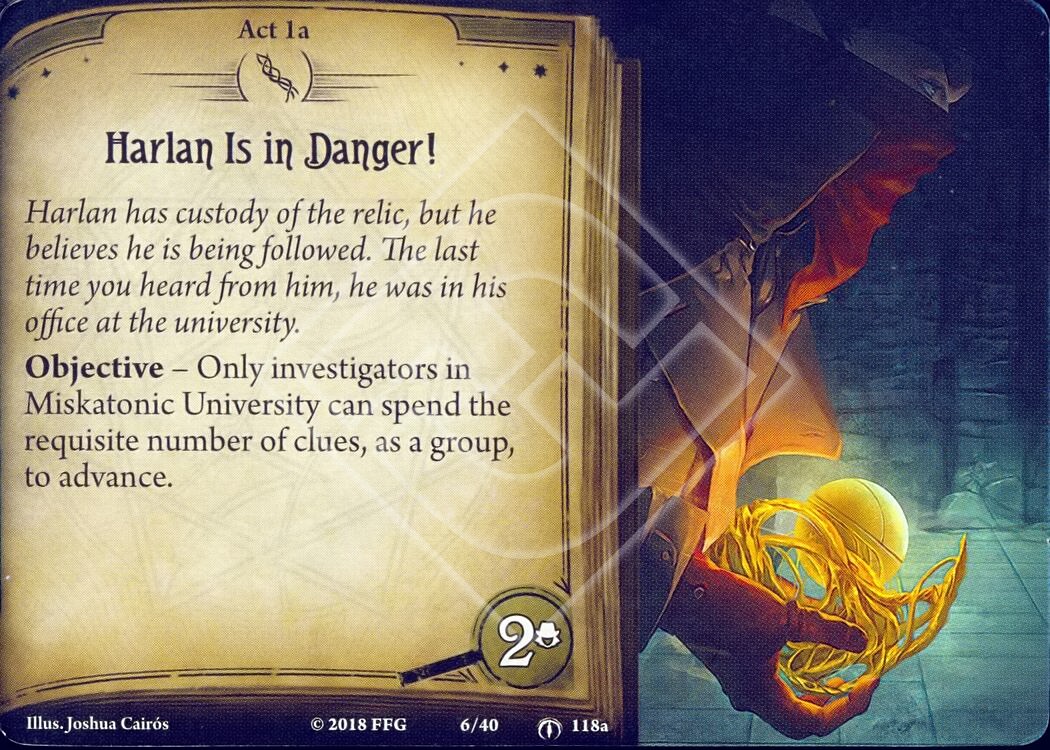 Act 1a
Harlan Is in Danger!
Harlan has custody of the relic, but he
believes he is being followed. The last
time you heard from him, he was in his
office at the university.
Objective – Only investigators in
Miskatonic University can spend the
requisite number of clues, as a group,
to advance.
2
Illus. Joshua Cairós
© 2018 FFG
6/40
118a